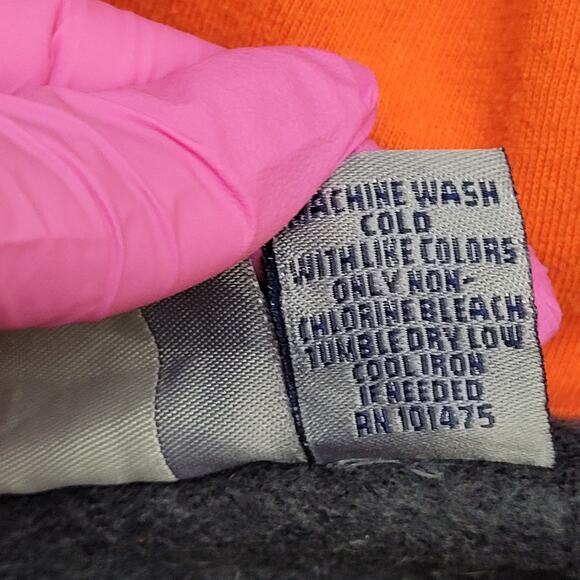 MACHINE WASH
COLD
WITH LIKE COLORS
ONLY NON-
CHLORINE BLEACH
TUMBLE DRY LOW
COOL IRON
IF NEEDED
RN 101475